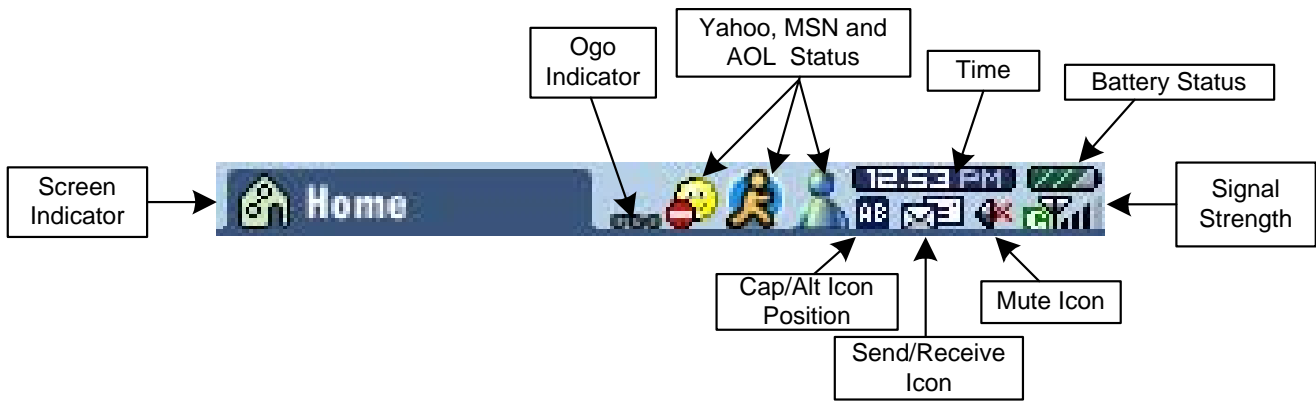 Yahoo, MSN and
AOL Status
Ogo
Indicator
Time
Battery Status
Screen
Indicator
Home
12:53 PM
AB
Signal
Strength
Cap/Alt Icon
Position
Mute Icon
Send/Receive
Icon